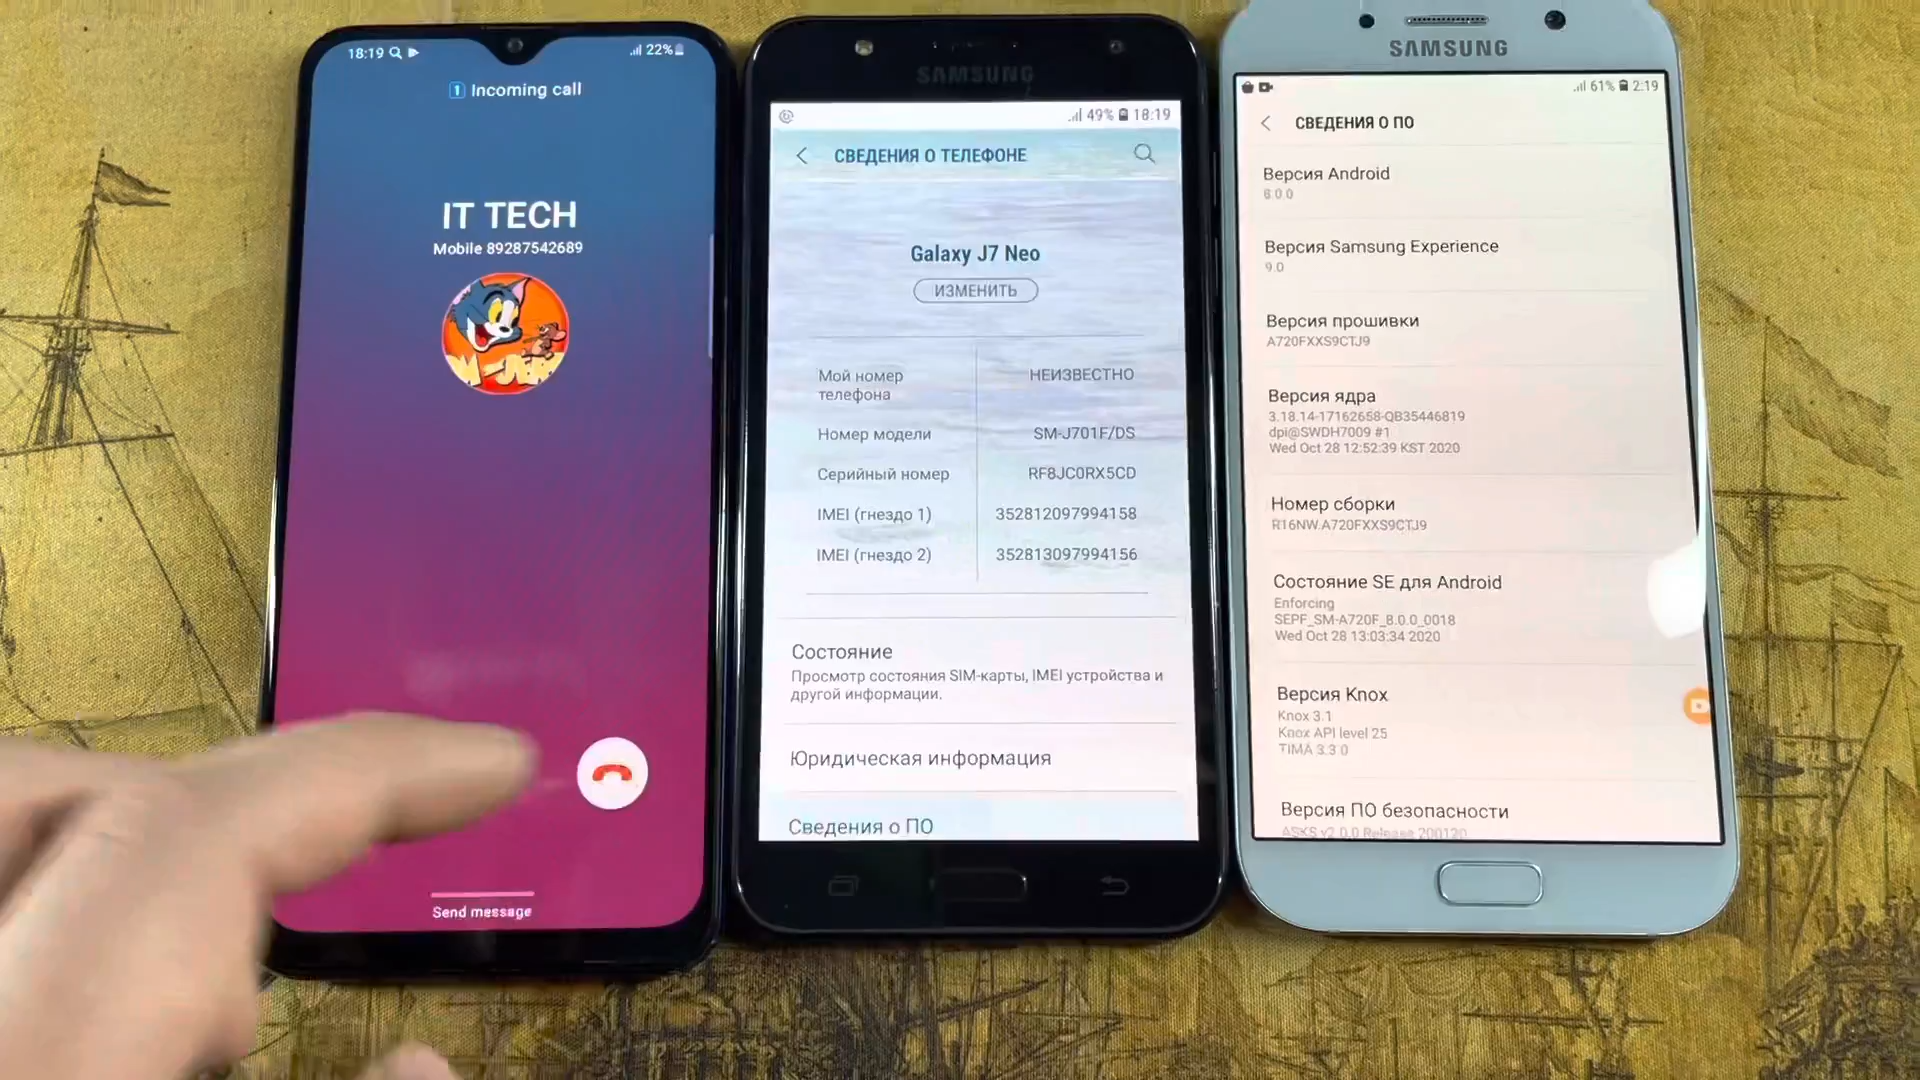 18:19
22%
Incoming call
IT TECH
Mobile 89287542689
Send message
SAMSUNG
49% 18:19
СВЕДЕНИЯ О ТЕЛЕФОНЕ
Galaxy J7 Neo
ИЗМЕНИТЬ
Мой номер телефона
НЕИЗВЕСТНО
Номер модели
SM-J701F/DS
Серийный номер
RF8JC0RX5CD
IMEI (гнездо 1)
352812097994158
IMEI (гнездо 2)
352813097994156
Состояние
Просмотр состояния SIM-карты, IMEI устройства и
другой информации.
Юридическая информация
Сведения о ПО
SAMSUNG
61% 2:19
СВЕДЕНИЯ О ПО
Версия Android
8.0.0
Версия Samsung Experience
9.0
Версия прошивки
A720FXXS9CTJ9
Версия ядра
3.18.14-17162658-QB35446819
dpi@SWDH7009 #1
Wed Oct 28 12:52:39 KST 2020
Номер сборки
R16NW.A720FXXS9CTJ9
Состояние SE для Android
Enforcing
SEPF_SM-A720F_8.0.0_0018
Wed Oct 28 13:03:34 2020
Версия Knox
Knox 3.1
Knox API level 25
TIMA 3.3.0
Версия ПО безопасности
ASKS v2.0.0 Release 200120